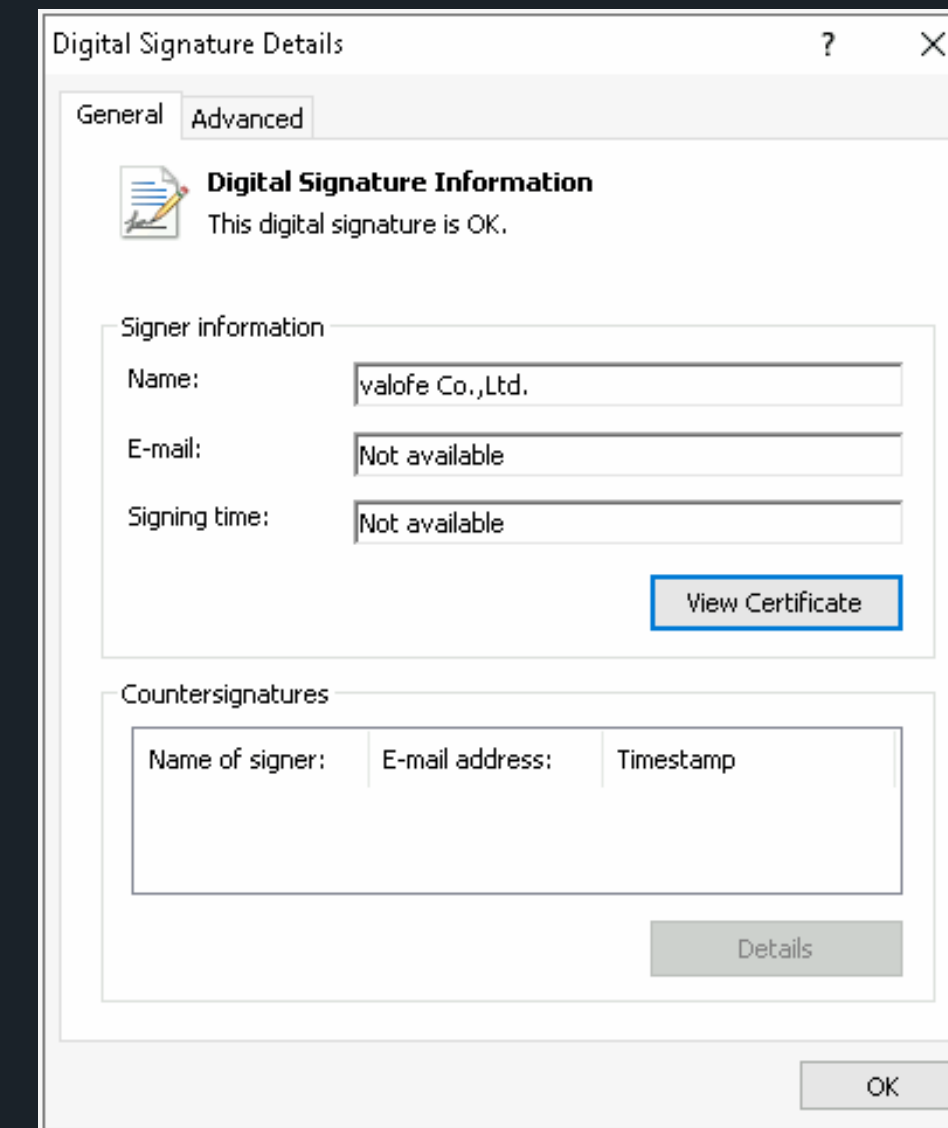 Digital Signature Details
?
General
Advanced
Digital Signature Information
This digital signature is OK.
Signer information
Name:
valofe Co.,Ltd.
E-mail:
Not available
Signing time:
Not available
View Certificate
Countersignatures
Name of signer:
E-mail address:
Timestamp
Details
OK